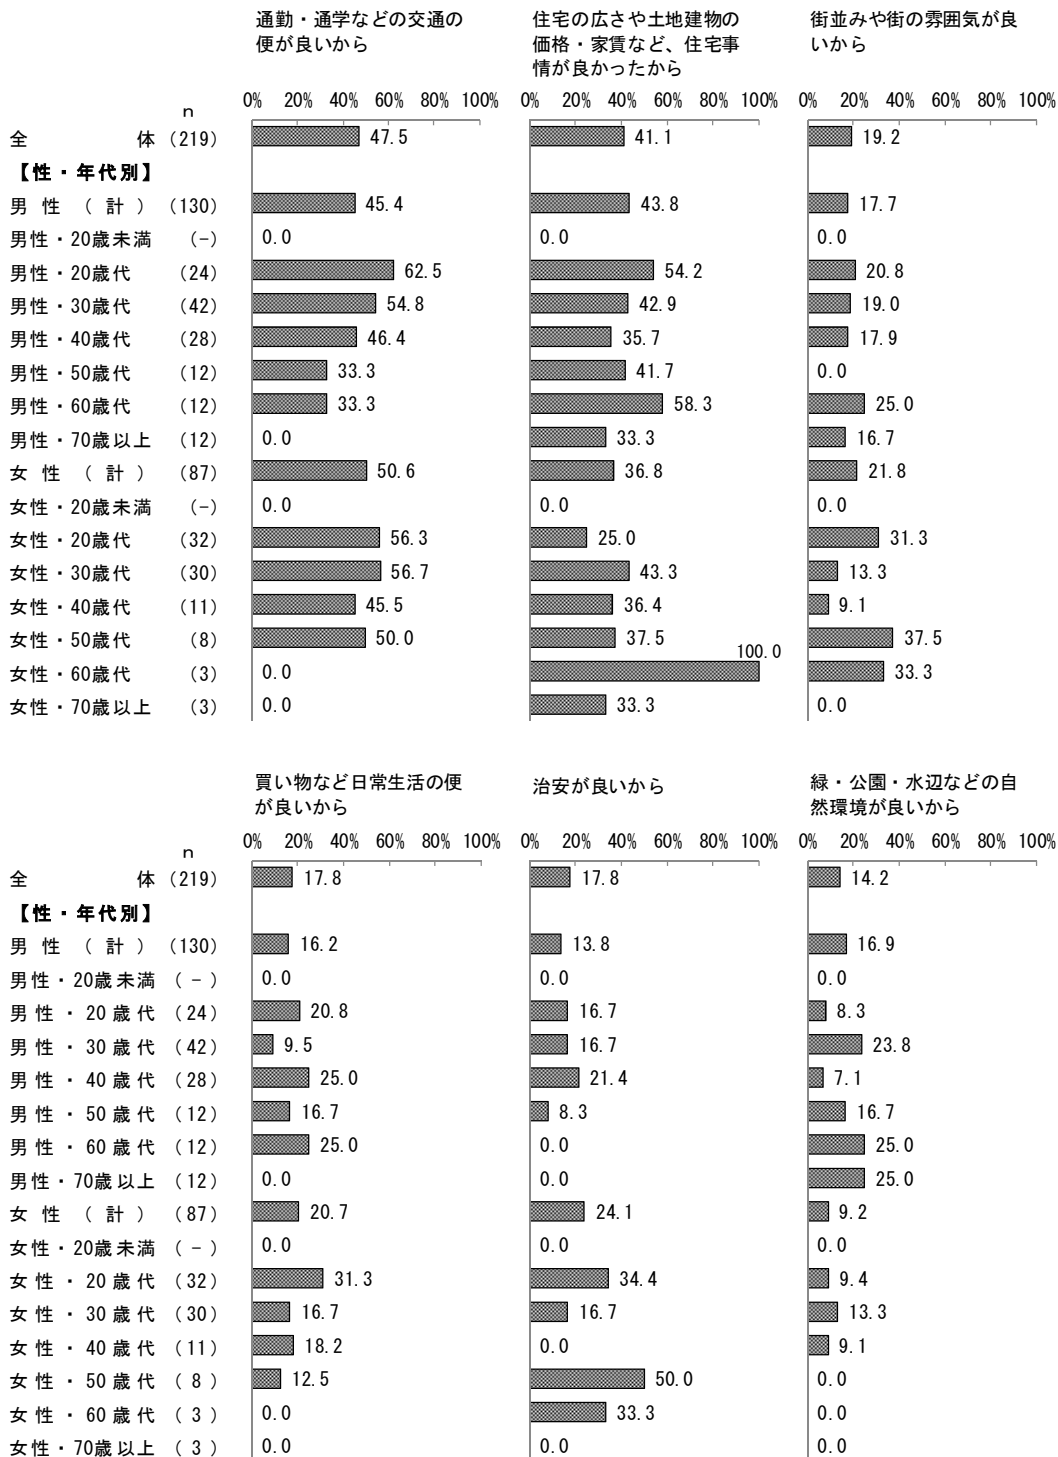 通勤・通学などの交通の
便が良いから
住宅の広さや土地建物の
価格・家賃など、住宅事
情が良かったから
街並みや街の雰囲気が良
いから
n 0% 20% 40% 60% 80% 100% 0% 20% 40% 60% 80% 100% 0% 20% 40% 60% 80% 100%
全体 (219) 47.5 41.1 19.2
【性・年代別】
男性(計) (130) 45.4 43.8 17.7
男性・20歳未満 (-) 0.0 0.0 0.0
男性・20歳代 (24) 62.5 54.2 20.8
男性・30歳代 (42) 54.8 42.9 19.0
男性・40歳代 (28) 46.4 35.7 17.9
男性・50歳代 (12) 33.3 41.7 0.0
男性・60歳代 (12) 33.3 58.3 25.0
男性・70歳以上 (12) 0.0 33.3 16.7
女性(計) (87) 50.6 36.8 21.8
女性・20歳未満 (-) 0.0 0.0 0.0
女性・20歳代 (32) 56.3 25.0 31.3
女性・30歳代 (30) 56.7 43.3 13.3
女性・40歳代 (11) 45.5 36.4 9.1
女性・50歳代 (8) 50.0 37.5 37.5
女性・60歳代 (3) 0.0 100.0 33.3
女性・70歳以上 (3) 0.0 33.3 0.0
買い物など日常生活の便
が良いから
治安が良いから
緑・公園・水辺などの自
然環境が良いから
n 0% 20% 40% 60% 80% 100% 0% 20% 40% 60% 80% 100% 0% 20% 40% 60% 80% 100%
全体 (219) 17.8 17.8 14.2
【性・年代別】
男性(計) (130) 16.2 13.8 16.9
男性・20歳未満 (-) 0.0 0.0 0.0
男性・20歳代 (24) 20.8 16.7 8.3
男性・30歳代 (42) 9.5 16.7 23.8
男性・40歳代 (28) 25.0 21.4 7.1
男性・50歳代 (12) 16.7 8.3 16.7
男性・60歳代 (12) 25.0 0.0 25.0
男性・70歳以上 (12) 0.0 0.0 25.0
女性(計) (87) 20.7 24.1 9.2
女性・20歳未満 (-) 0.0 0.0 0.0
女性・20歳代 (32) 31.3 34.4 9.4
女性・30歳代 (30) 16.7 16.7 13.3
女性・40歳代 (11) 18.2 0.0 9.1
女性・50歳代 (8) 12.5 50.0 0.0
女性・60歳代 (3) 0.0 33.3 0.0
女性・70歳以上 (3) 0.0 0.0 0.0